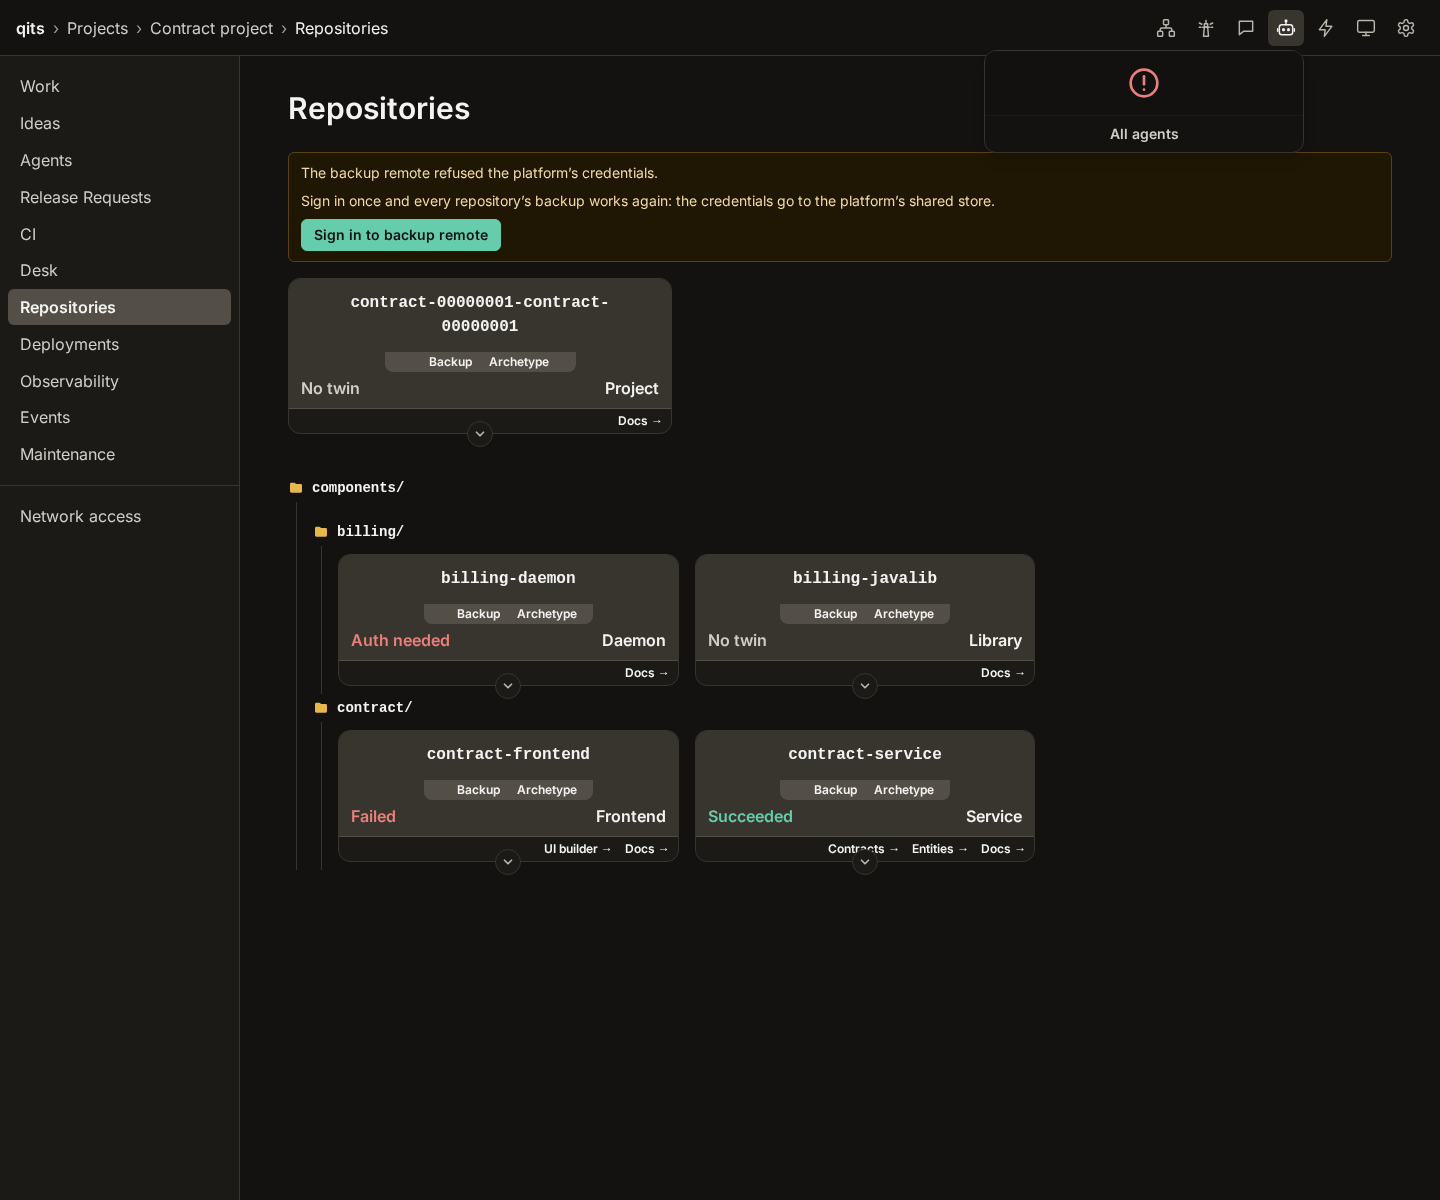 qits › Projects › Contract project › Repositories
All agents
Work
Ideas
Agents
Release Requests
CI
Desk
Repositories
Deployments
Observability
Events
Maintenance
Network access
Repositories
The backup remote refused the platform’s credentials.
Sign in once and every repository’s backup works again: the credentials go to the platform’s shared store.
Sign in to backup remote
contract-00000001-contract-
00000001
Backup Archetype
No twin Project
Docs →
components/
billing/
billing-daemon
Backup Archetype
Auth needed Daemon
Docs →
billing-javalib
Backup Archetype
No twin Library
Docs →
contract/
contract-frontend
Backup Archetype
Failed Frontend
UI builder → Docs →
contract-service
Backup Archetype
Succeeded Service
Contracts → Entities → Docs →